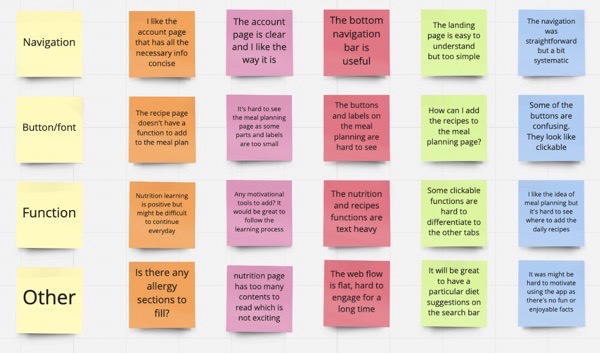 Navigation
I like the
account page
that has all the
necessary info
concise
The account
page is clear
and I like the
way it is
The bottom
navigation
bar is
useful
The landing
page is easy to
understand
but too simple
The navigation
was
straightforward
but a bit
systematic
Button/font
The recipe page
doesn't have a
function to add
to the meal plan
It's hard to see
the meal planning
page as some
parts and labels
are too small
The buttons
and labels on
the meal
planning are
hard to see
How can I add
the recipes to
the meal
planning page?
Some of the
buttons are
confusing.
They look like
clickable
Function
Nutrition learning
is positive but
might be difficult
to continue
everyday
Any motivational
tools to add? It
would be great to
follow the
learning process
The nutrition
and recipes
functions are
text heavy
Some clickable
functions are
hard to
differentiate to
the other tabs
I like the idea of
meal planning but
it's hard to see
where to add the
daily recipes
Other
Is there any
allergy
sections to
fill?
nutrition page
has too many
contents to
read which is
not exciting
The web flow
is flat, hard to
engage for a
long time
It will be great
to have a
particular diet
suggestions on
the search bar
It was might be
hard to motivate
using the app as
there's no fun or
enjoyable facts